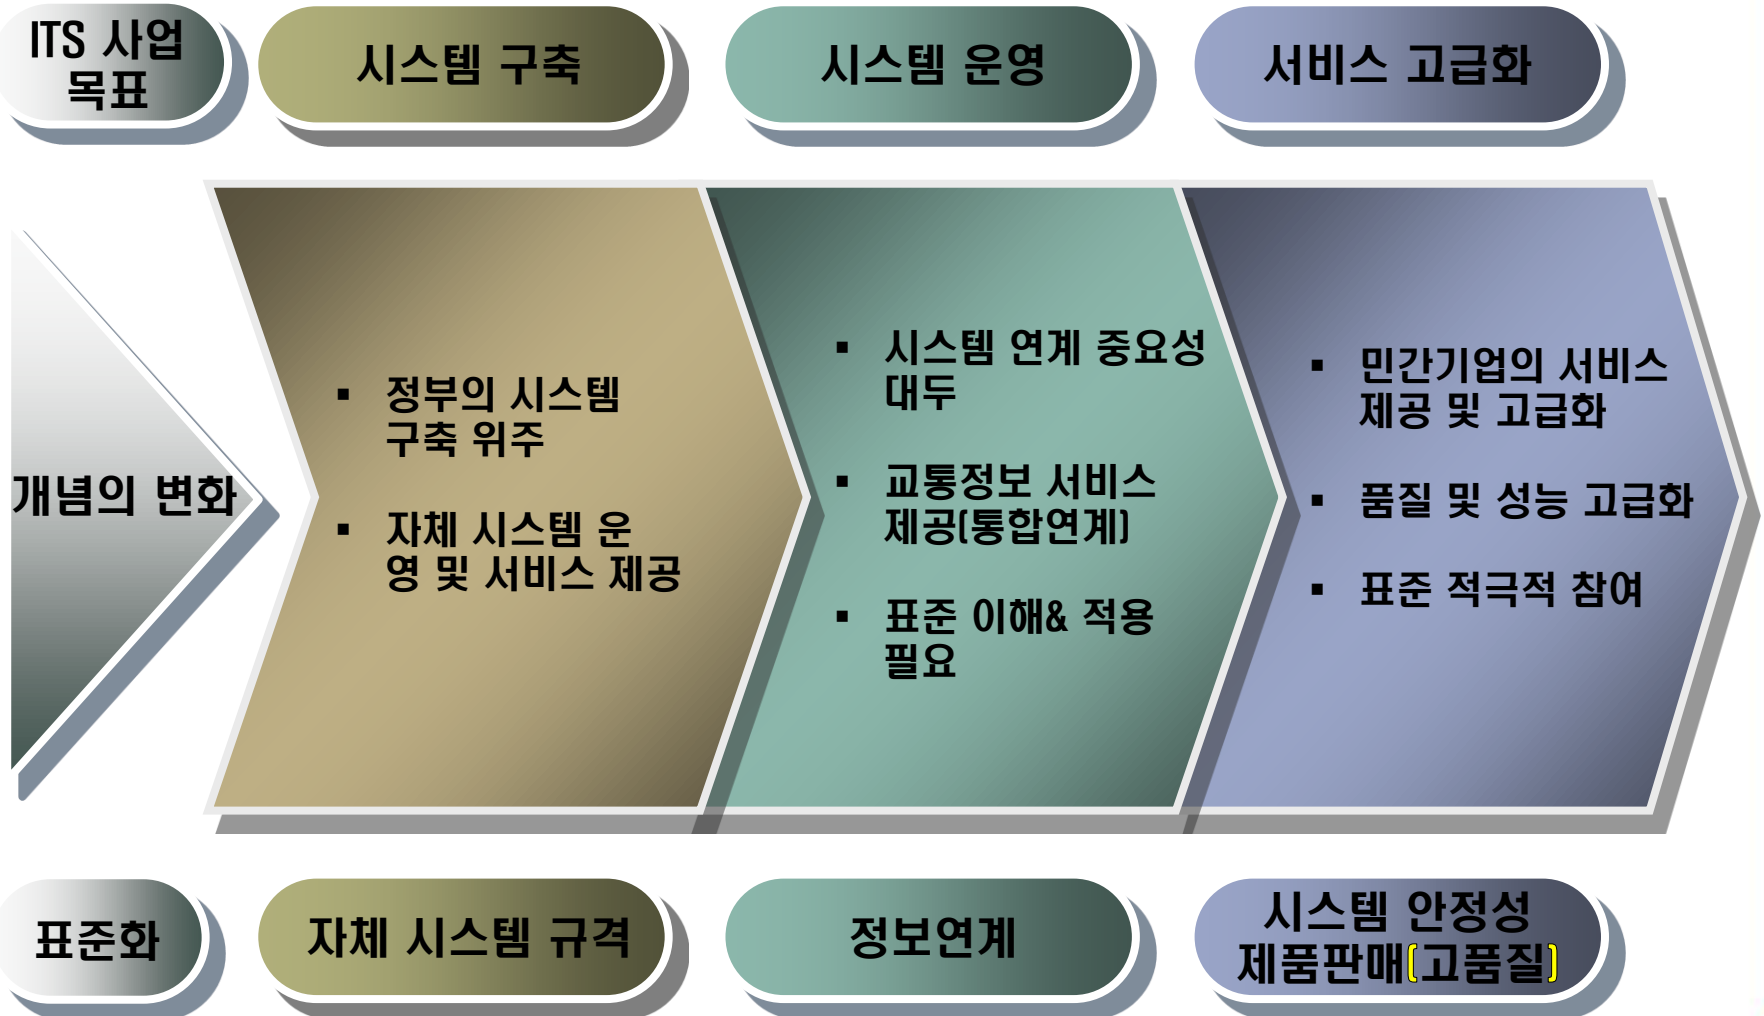 ITS 사업
목표
시스템 구축
시스템 운영
서비스 고급화
개념의 변화
▪ 정부의 시스템
구축 위주
▪ 자체 시스템 운
영 및 서비스 제공
▪ 시스템 연계 중요성
대두
▪ 교통정보 서비스
제공(통합연계)
▪ 표준 이해& 적용
필요
▪ 민간기업의 서비스
제공 및 고급화
▪ 품질 및 성능 고급화
▪ 표준 적극적 참여
표준화
자체 시스템 규격
정보연계
시스템 안정성
제품판매(고품질)